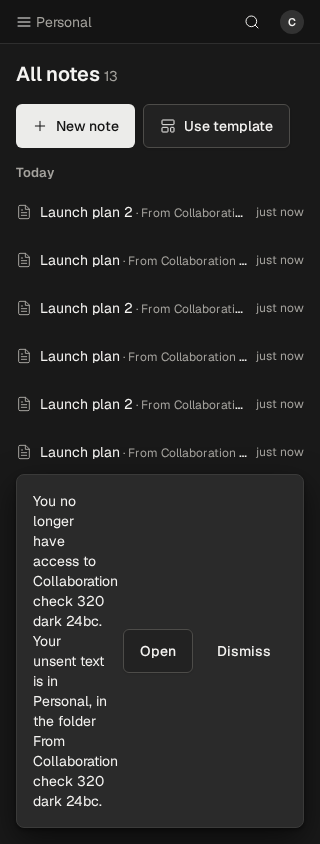 Personal
C
All notes 13
New note
Use template
Today
Launch plan 2 · From Collaborati... just now
Launch plan · From Collaboration ... just now
Launch plan 2 · From Collaborati... just now
Launch plan · From Collaboration ... just now
Launch plan 2 · From Collaborati... just now
Launch plan · From Collaboration ... just now
You no
longer
have
access to
Collaboration
check 320
dark 24bc.
Your
unsent text
is in
Personal, in
the folder
From
Collaboration
check 320
dark 24bc.
Open
Dismiss